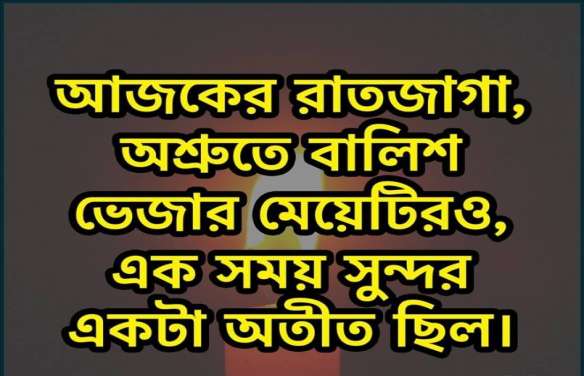 আজকের রাতজাগা,
অশ্রুতে বালিশ
ভেজার মেয়েটিরও,
এক সময় সুন্দর
একটা অতীত ছিল।